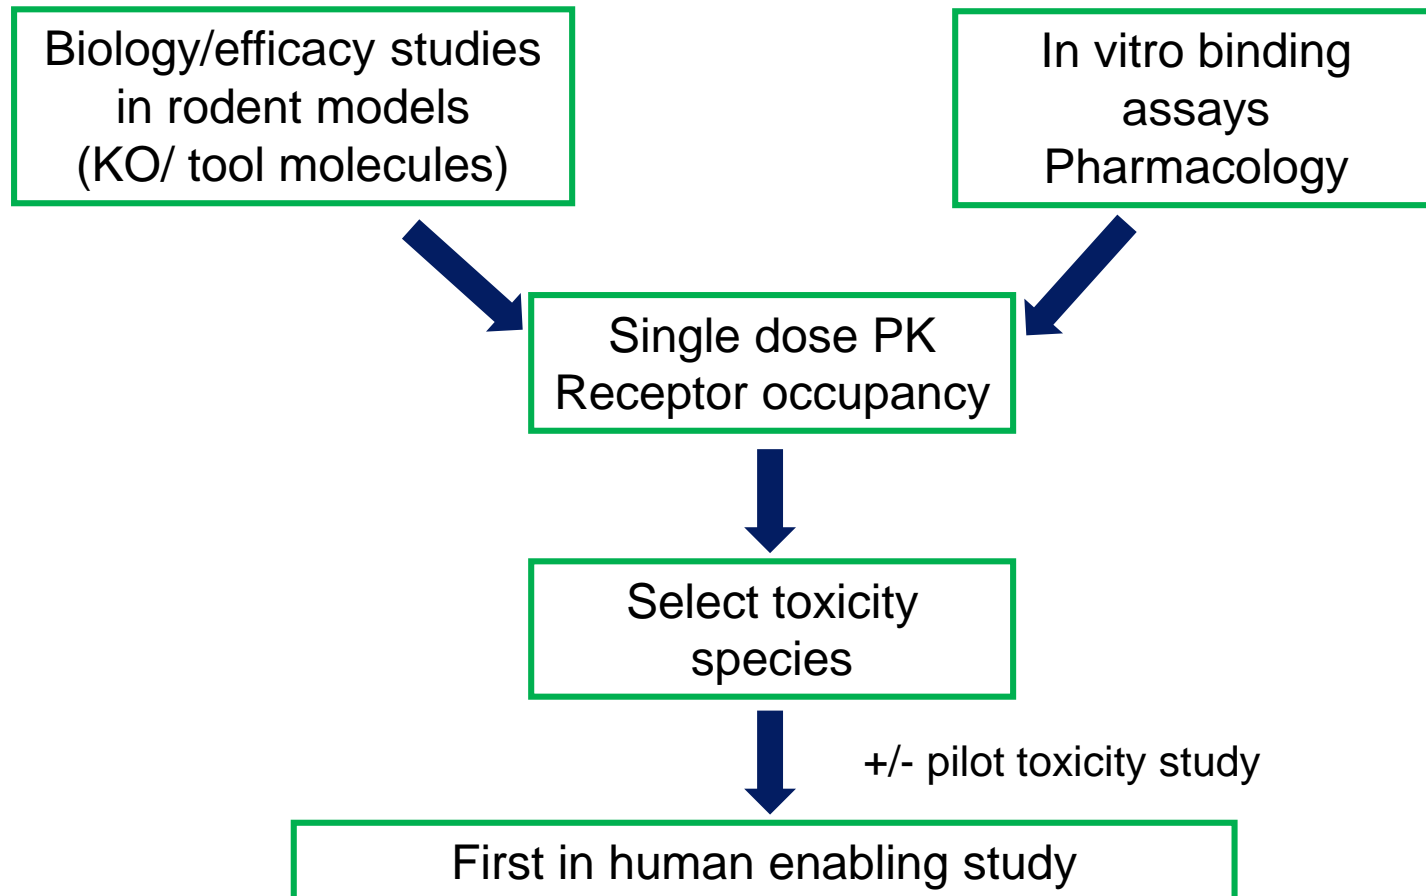 Biology/efficacy studies
in rodent models
(KO/ tool molecules)
In vitro binding
assays
Pharmacology
Single dose PK
Receptor occupancy
Select toxicity
species
+/- pilot toxicity study
First in human enabling study